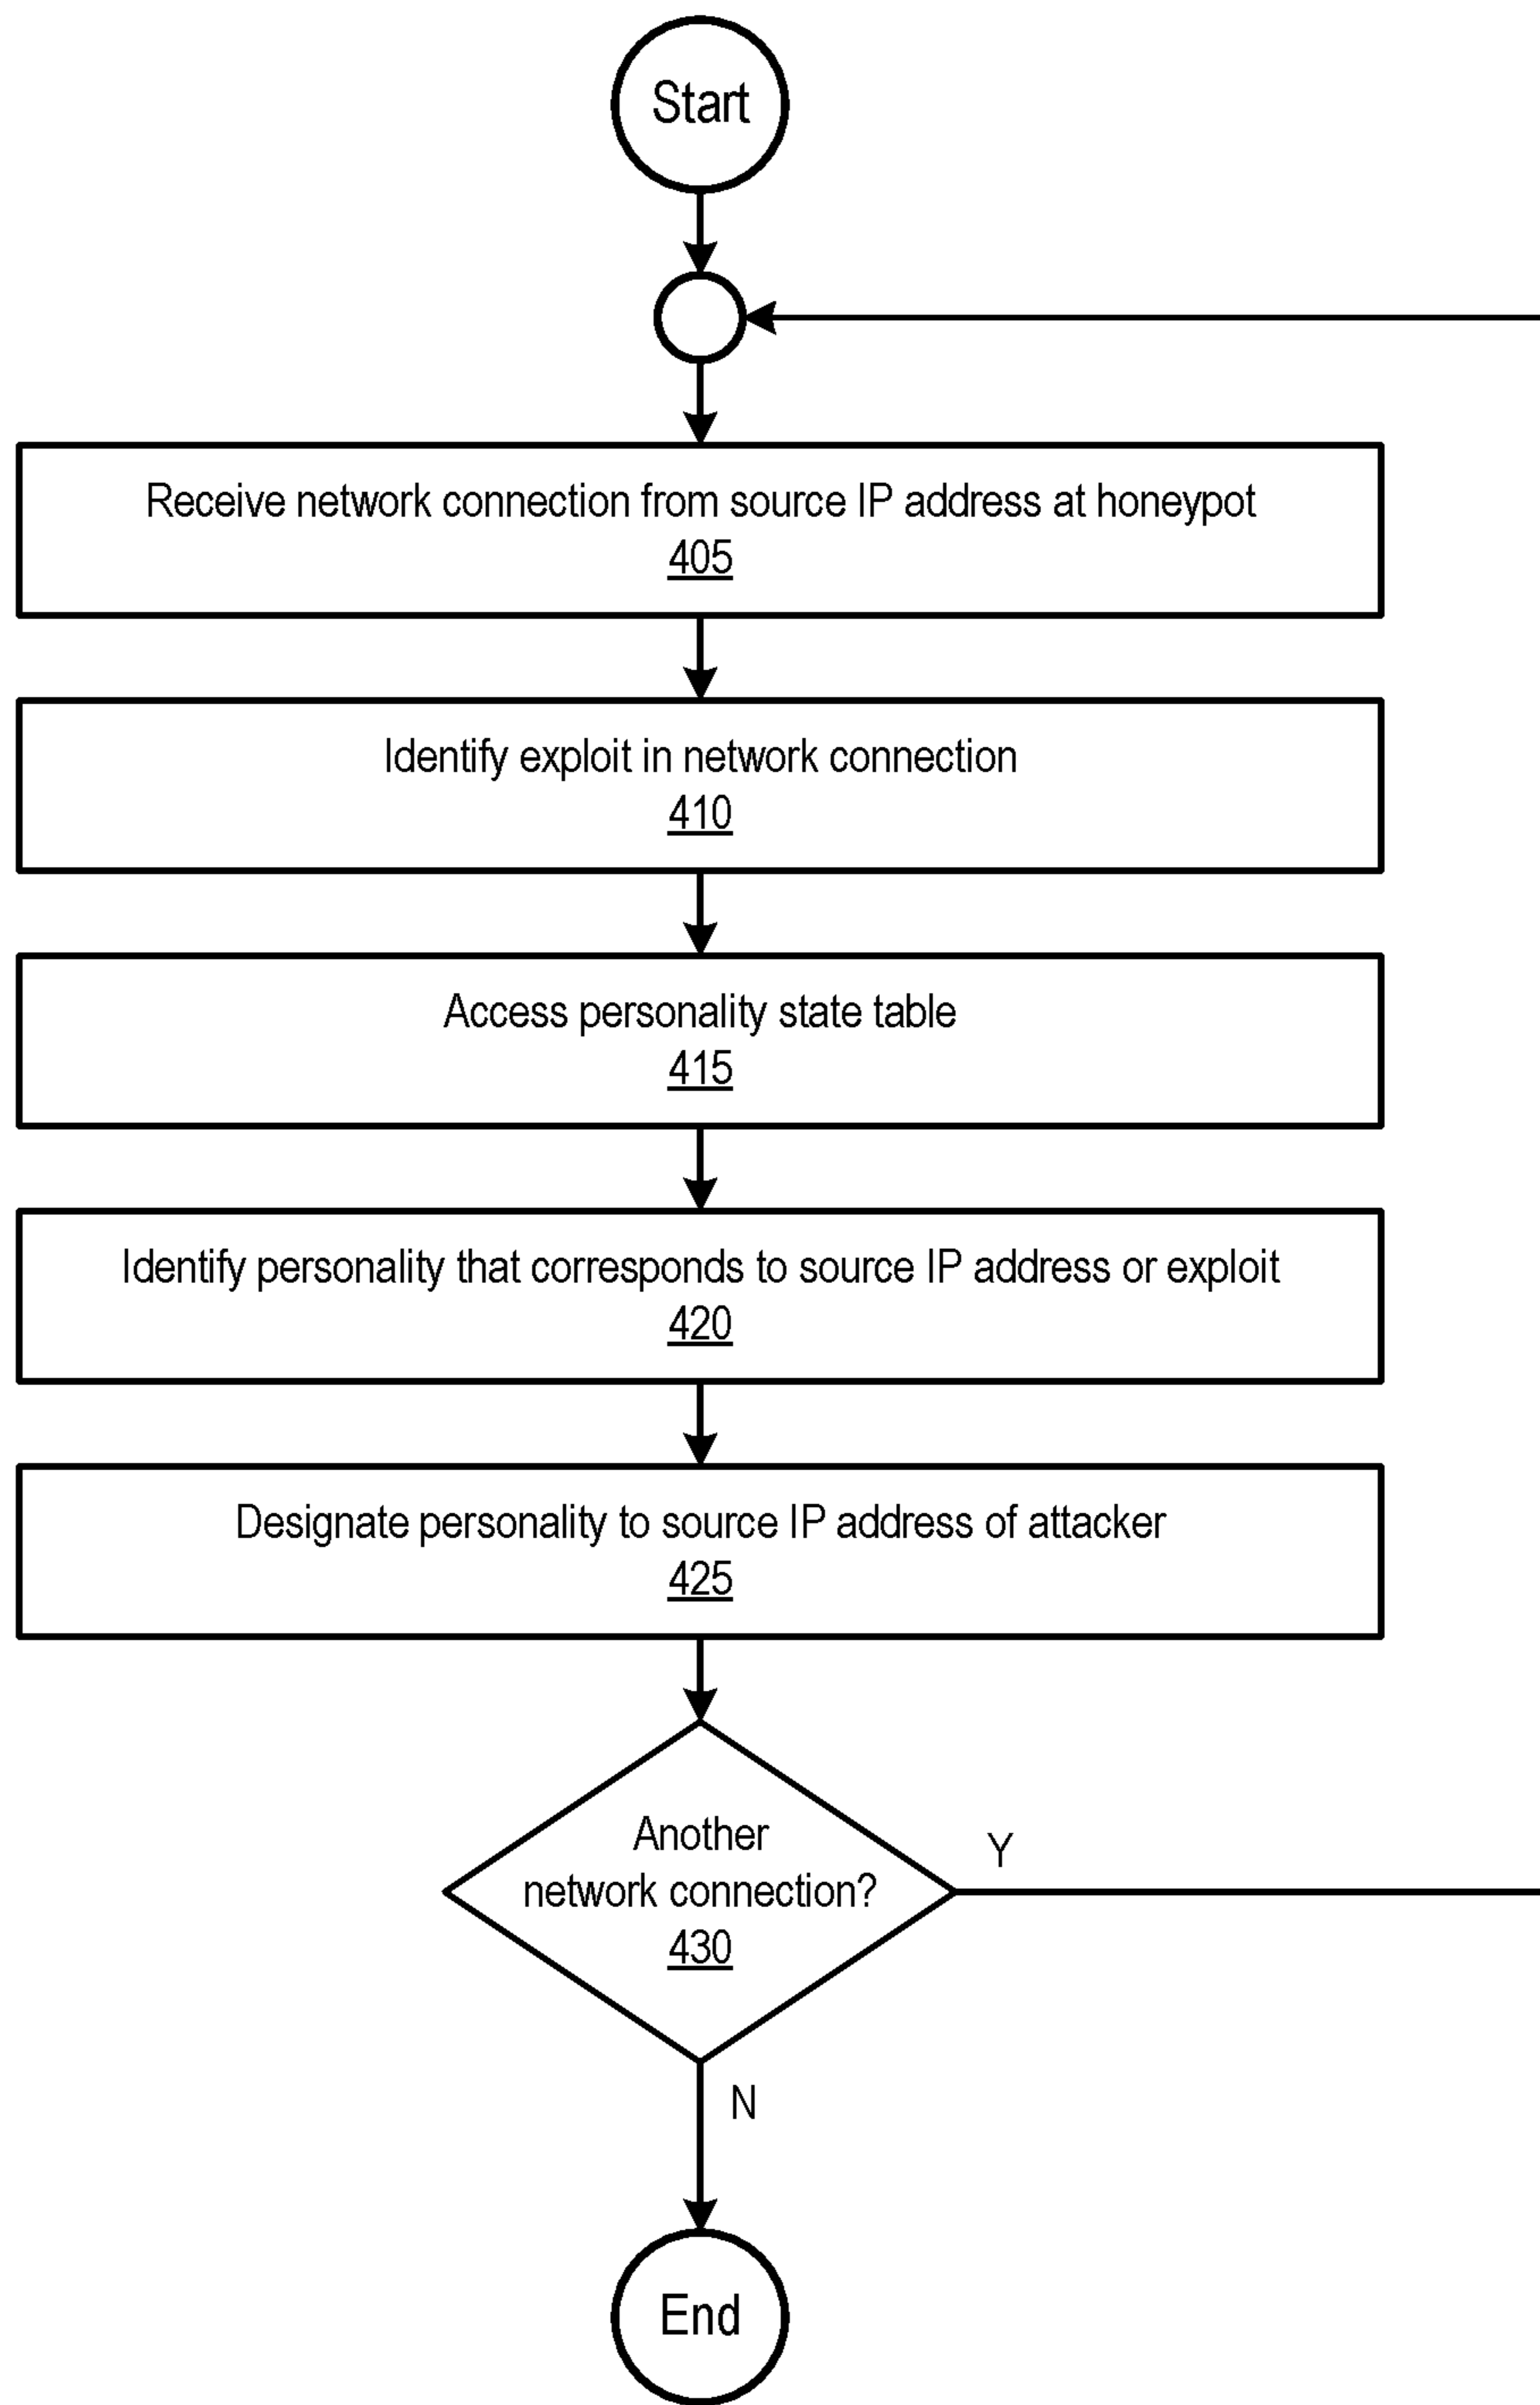 Start
Receive network connection from source IP address at honeypot
405
Identify exploit in network connection
410
Access personality state table
415
Identify personality that corresponds to source IP address or exploit
420
Designate personality to source IP address of attacker
425
Another
network connection?
430
Y
N
End